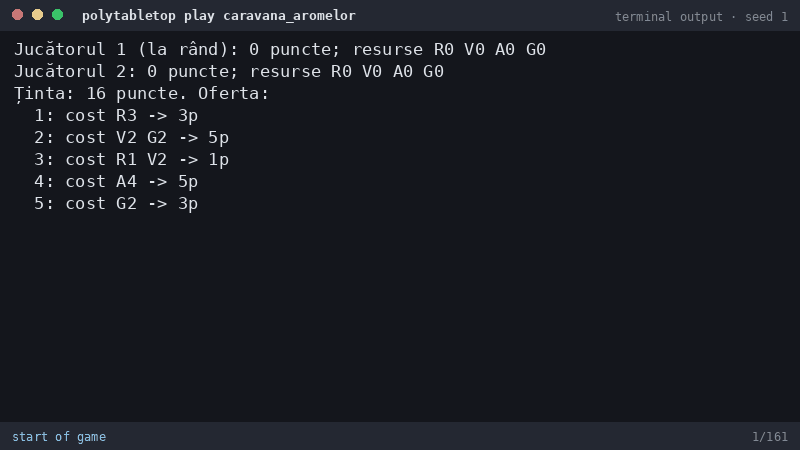 polytabletop play caravana_aromelor
terminal output · seed 1
Jucătorul 1 (la rând): 0 puncte; resurse R0 V0 A0 G0
Jucătorul 2: 0 puncte; resurse R0 V0 A0 G0
Ținta: 16 puncte. Oferta:
1: cost R3 -> 3p
2: cost V2 G2 -> 5p
3: cost R1 V2 -> 1p
4: cost A4 -> 5p
5: cost G2 -> 3p
start of game
1/161